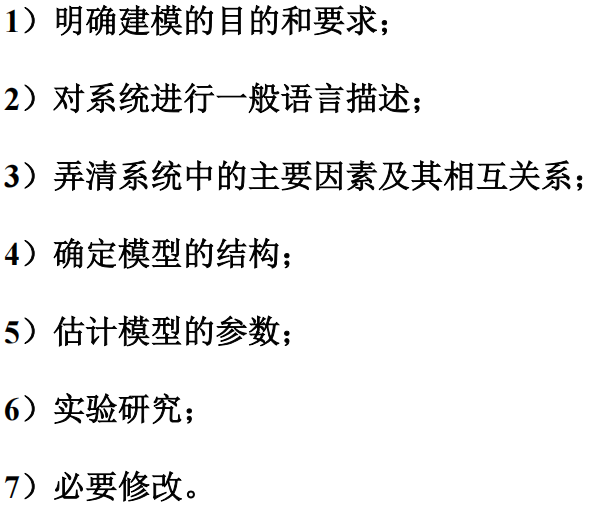 1）明确建模的目的和要求；
2）对系统进行一般语言描述；
3）弄清系统中的主要因素及其相互关系；
4）确定模型的结构；
5）估计模型的参数；
6）实验研究；
7）必要修改。